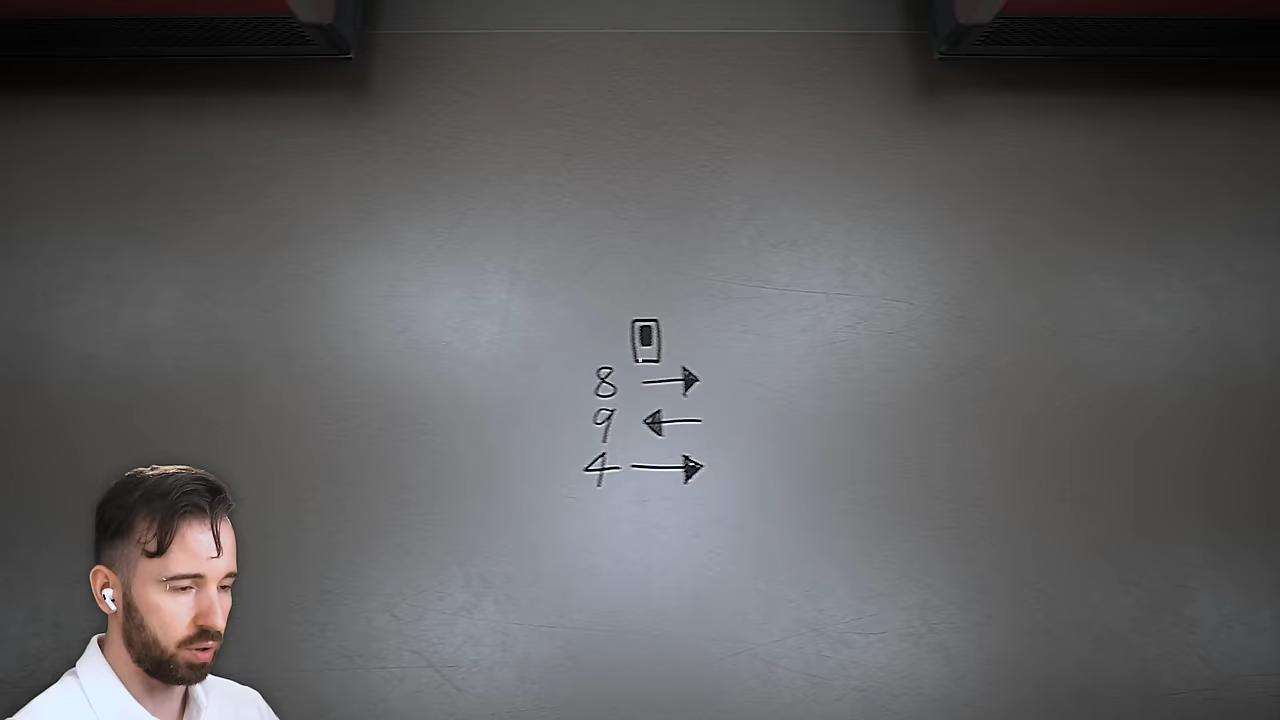 8 →
9 ←
4 →